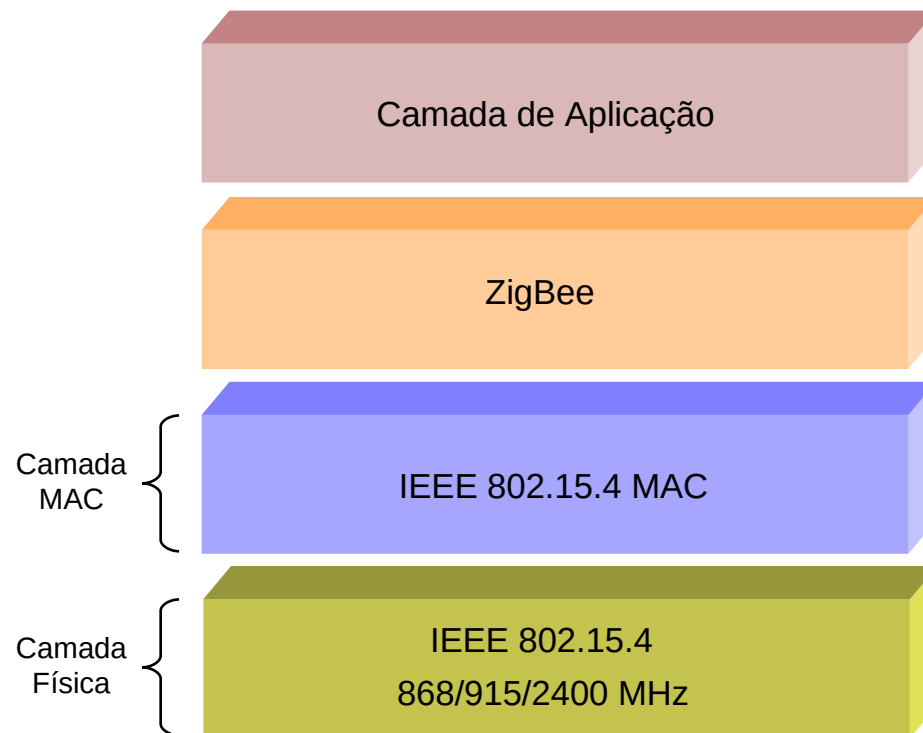 Camada de Aplicação
ZigBee
Camada
MAC
IEEE 802.15.4 MAC
Camada
Física
IEEE 802.15.4
868/915/2400 MHz